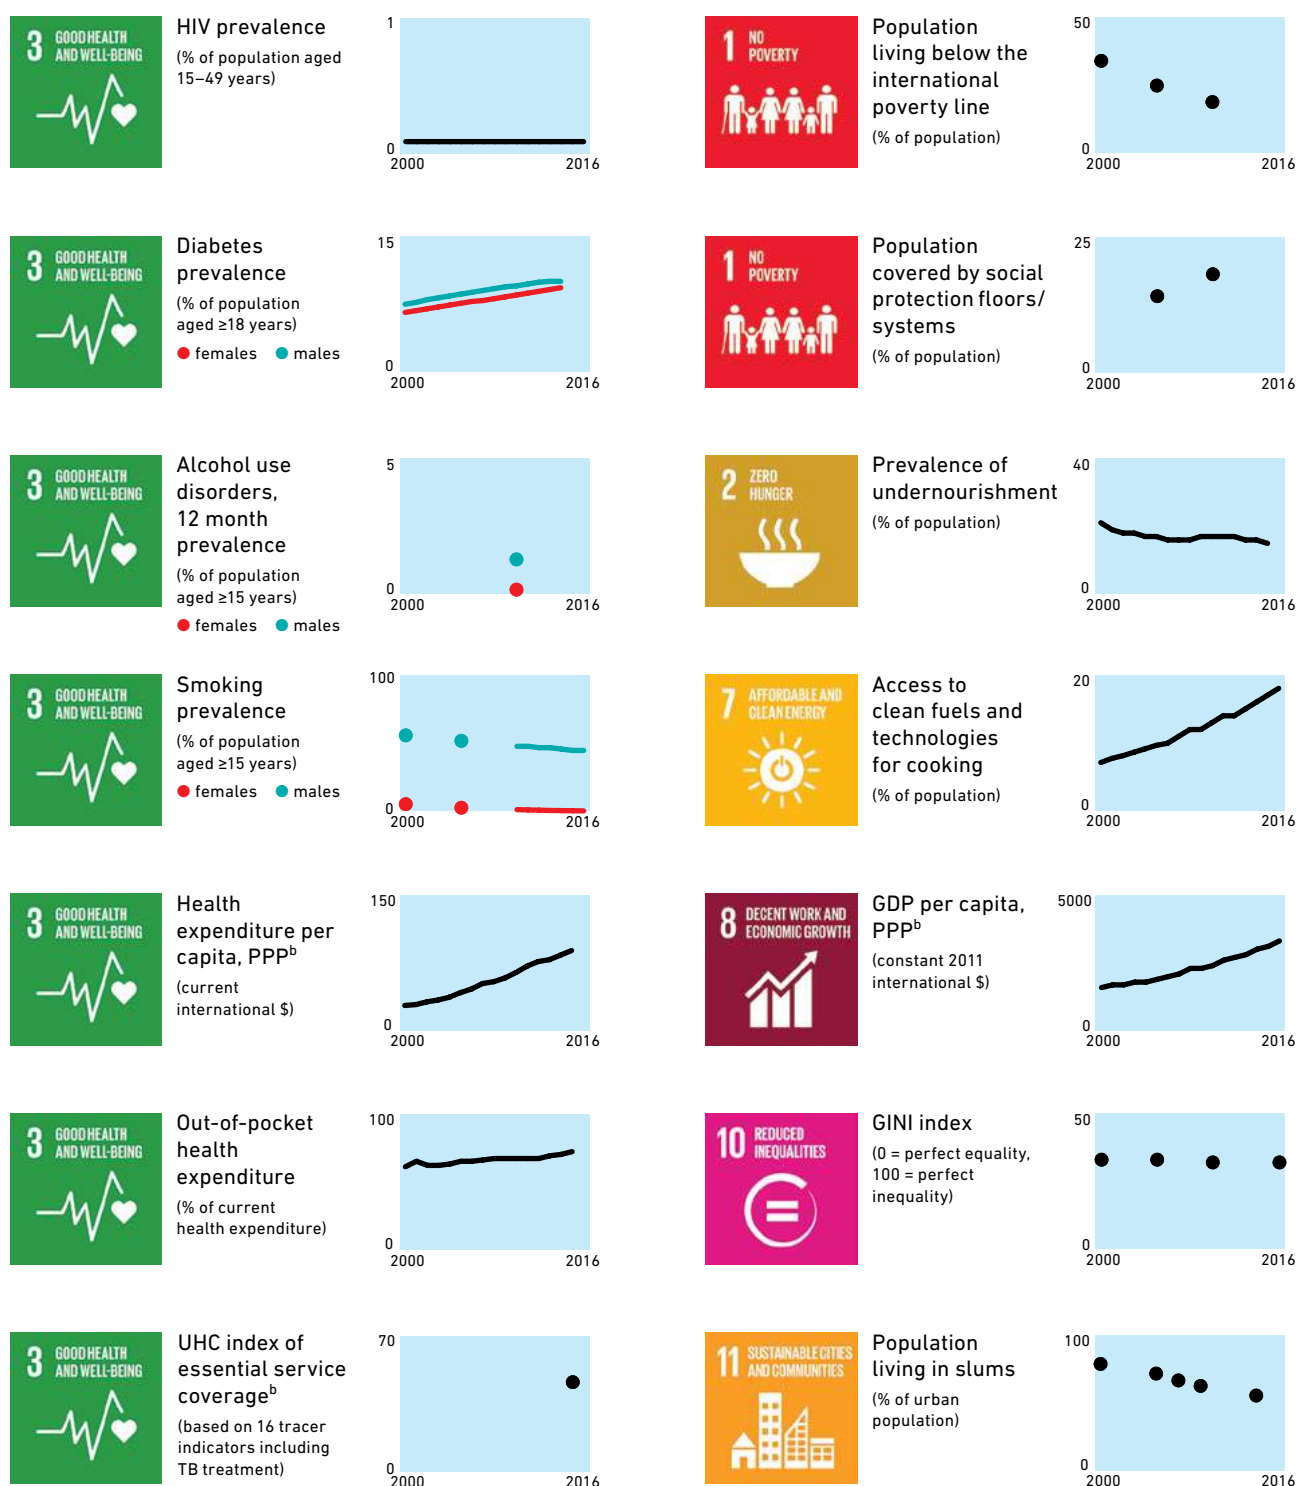 3 GOOD HEALTH
AND WELL-BEING
HIV prevalence
(% of population aged
15–49 years)
1
0
2000 2016
1 NO
POVERTY
Population
living below the
international
poverty line
(% of population)
50
0
2000 2016
3 GOOD HEALTH
AND WELL-BEING
Diabetes
prevalence
(% of population
aged ≥18 years)
females males
15
0
2000 2016
1 NO
POVERTY
Population
covered by social
protection floors/
systems
(% of population)
25
0
2000 2016
3 GOOD HEALTH
AND WELL-BEING
Alcohol use
disorders,
12 month
prevalence
(% of population
aged ≥15 years)
females males
5
0
2000 2016
2 ZERO
HUNGER
Prevalence of
undernourishment
(% of population)
40
0
2000 2016
3 GOOD HEALTH
AND WELL-BEING
Smoking
prevalence
(% of population
aged ≥15 years)
females males
100
0
2000 2016
7 AFFORDABLE AND
CLEAN ENERGY
Access to
clean fuels and
technologies
for cooking
(% of population)
20
0
2000 2016
3 GOOD HEALTH
AND WELL-BEING
Health
expenditure per
capita, PPPb
(current
international $)
150
0
2000 2016
8 DECENT WORK AND
ECONOMIC GROWTH
GDP per capita,
PPPb
(constant 2011
international $)
5000
0
2000 2016
3 GOOD HEALTH
AND WELL-BEING
Out-of-pocket
health
expenditure
(% of current
health expenditure)
100
0
2000 2016
10 REDUCED
INEQUALITIES
GINI index
(0 = perfect equality,
100 = perfect
inequality)
50
0
2000 2016
3 GOOD HEALTH
AND WELL-BEING
UHC index of
essential service
coverageb
(based on 16 tracer
indicators including
TB treatment)
70
0
2000 2016
11 SUSTAINABLE CITIES
AND COMMUNITIES
Population
living in slums
(% of urban
population)
100
0
2000 2016